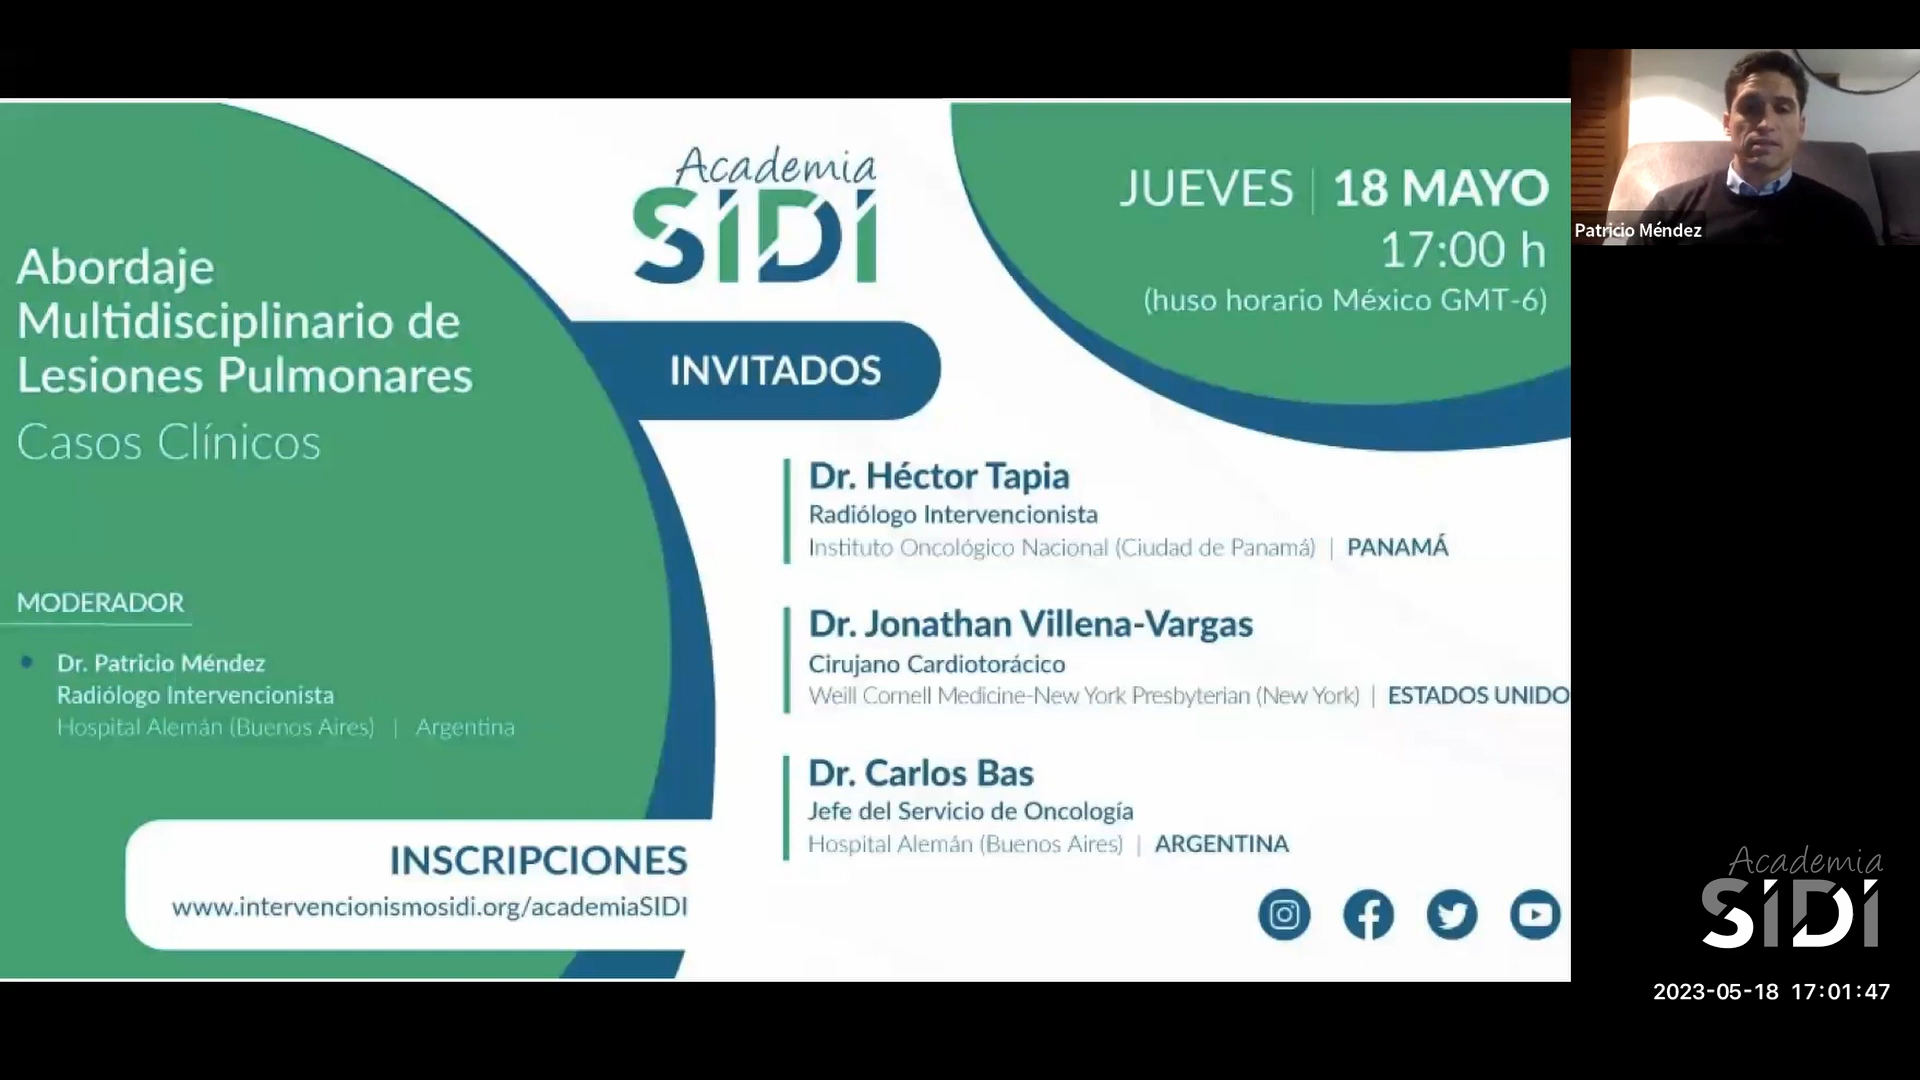 Abordaje
Multidisciplinario de
Lesiones Pulmonares
Casos Clínicos
MODERADOR
Dr. Patricio Méndez
Radiólogo Intervencionista
Hospital Alemán (Buenos Aires) | Argentina
INSCRIPCIONES
www.intervencionismosidi.org/academiaSIDI
Academia
SIDI
INVITADOS
JUEVES | 18 MAYO
17:00 h
(huso horario México GMT-6)
Dr. Héctor Tapia
Radiólogo Intervencionista
Instituto Oncológico Nacional (Ciudad de Panamá) | PANAMÁ
Dr. Jonathan Villena-Vargas
Cirujano Cardiotorácico
Weill Cornell Medicine-New York Presbyterian (New York) | ESTADOS UNIDO
Dr. Carlos Bas
Jefe del Servicio de Oncología
Hospital Alemán (Buenos Aires) | ARGENTINA
Patricio Méndez
Academia
SIDI
2023-05-18 17:01:47